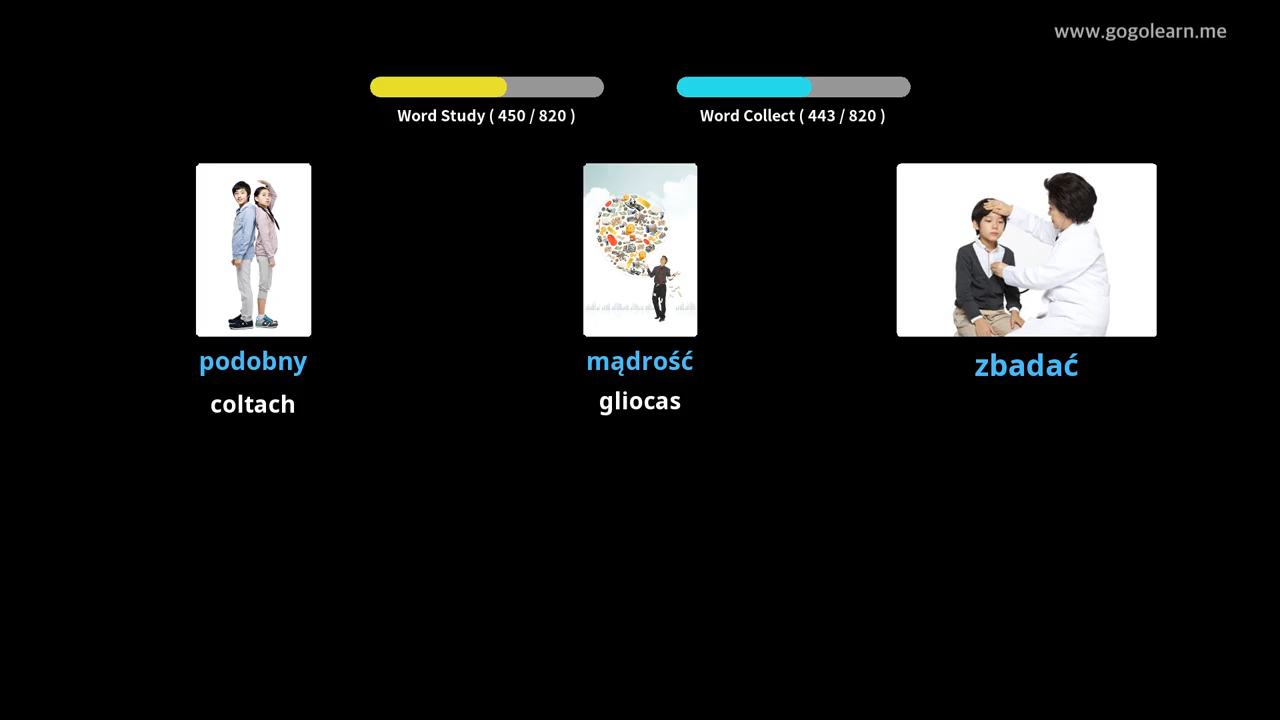 www.gogolearn.me
Word Study ( 450 / 820 )
Word Collect ( 443 / 820 )
podobny
mądrość
zbadać
coltach
gliocas